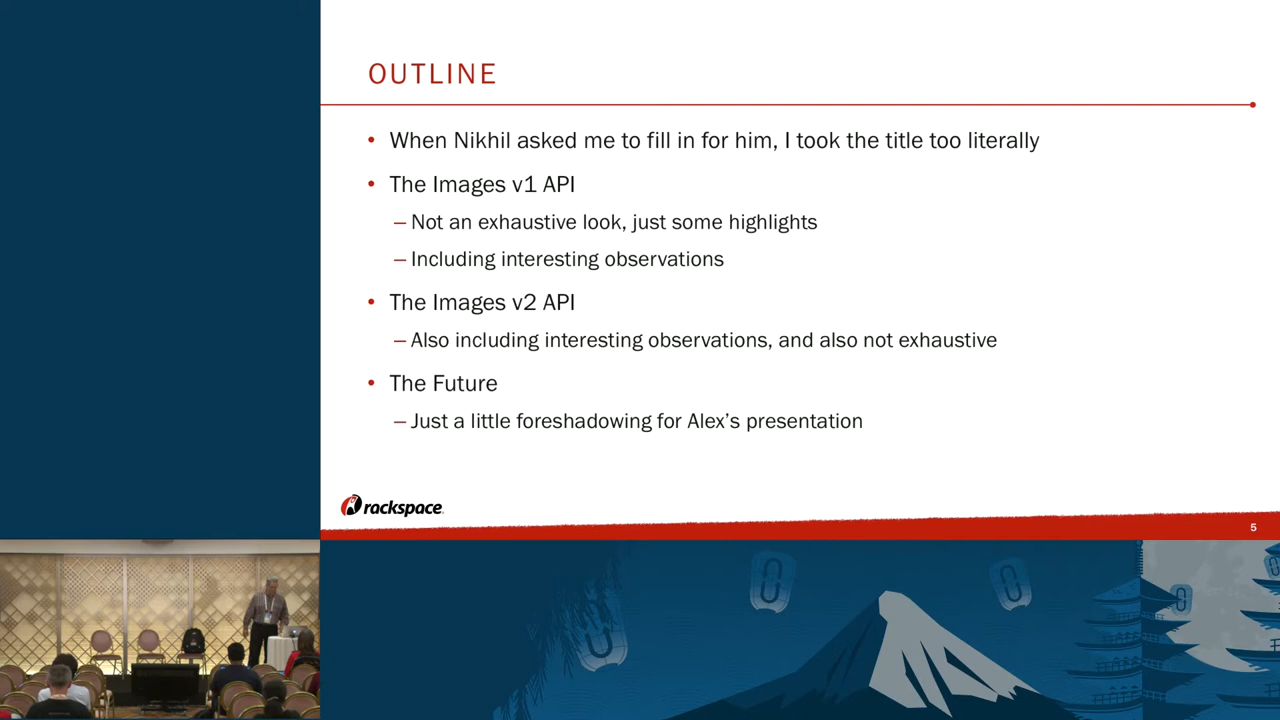 OUTLINE
• When Nikhil asked me to fill in for him, I took the title too literally
• The Images v1 API
– Not an exhaustive look, just some highlights
– Including interesting observations
• The Images v2 API
– Also including interesting observations, and also not exhaustive
• The Future
– Just a little foreshadowing for Alex’s presentation
rackspace
5